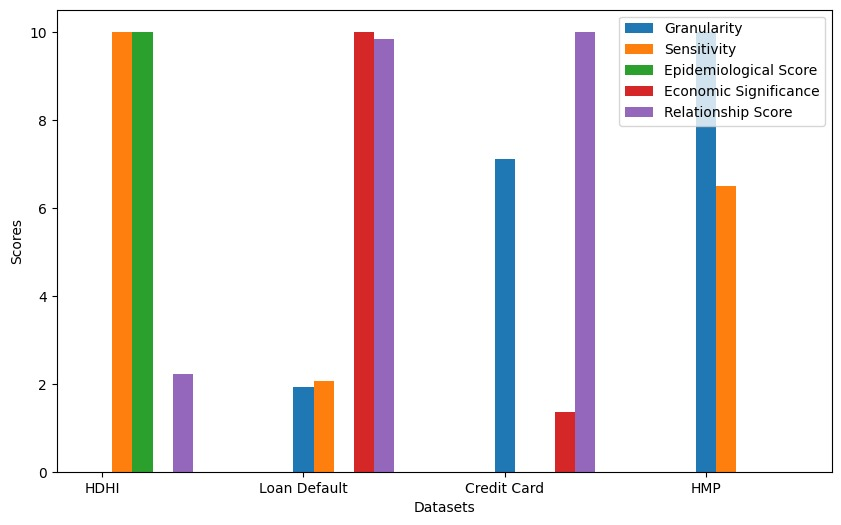 10
8
6
4
2
0
Scores
Granularity
Sensitivity
Epidemiological Score
Economic Significance
Relationship Score
HDHI
Loan Default
Credit Card
HMP
Datasets